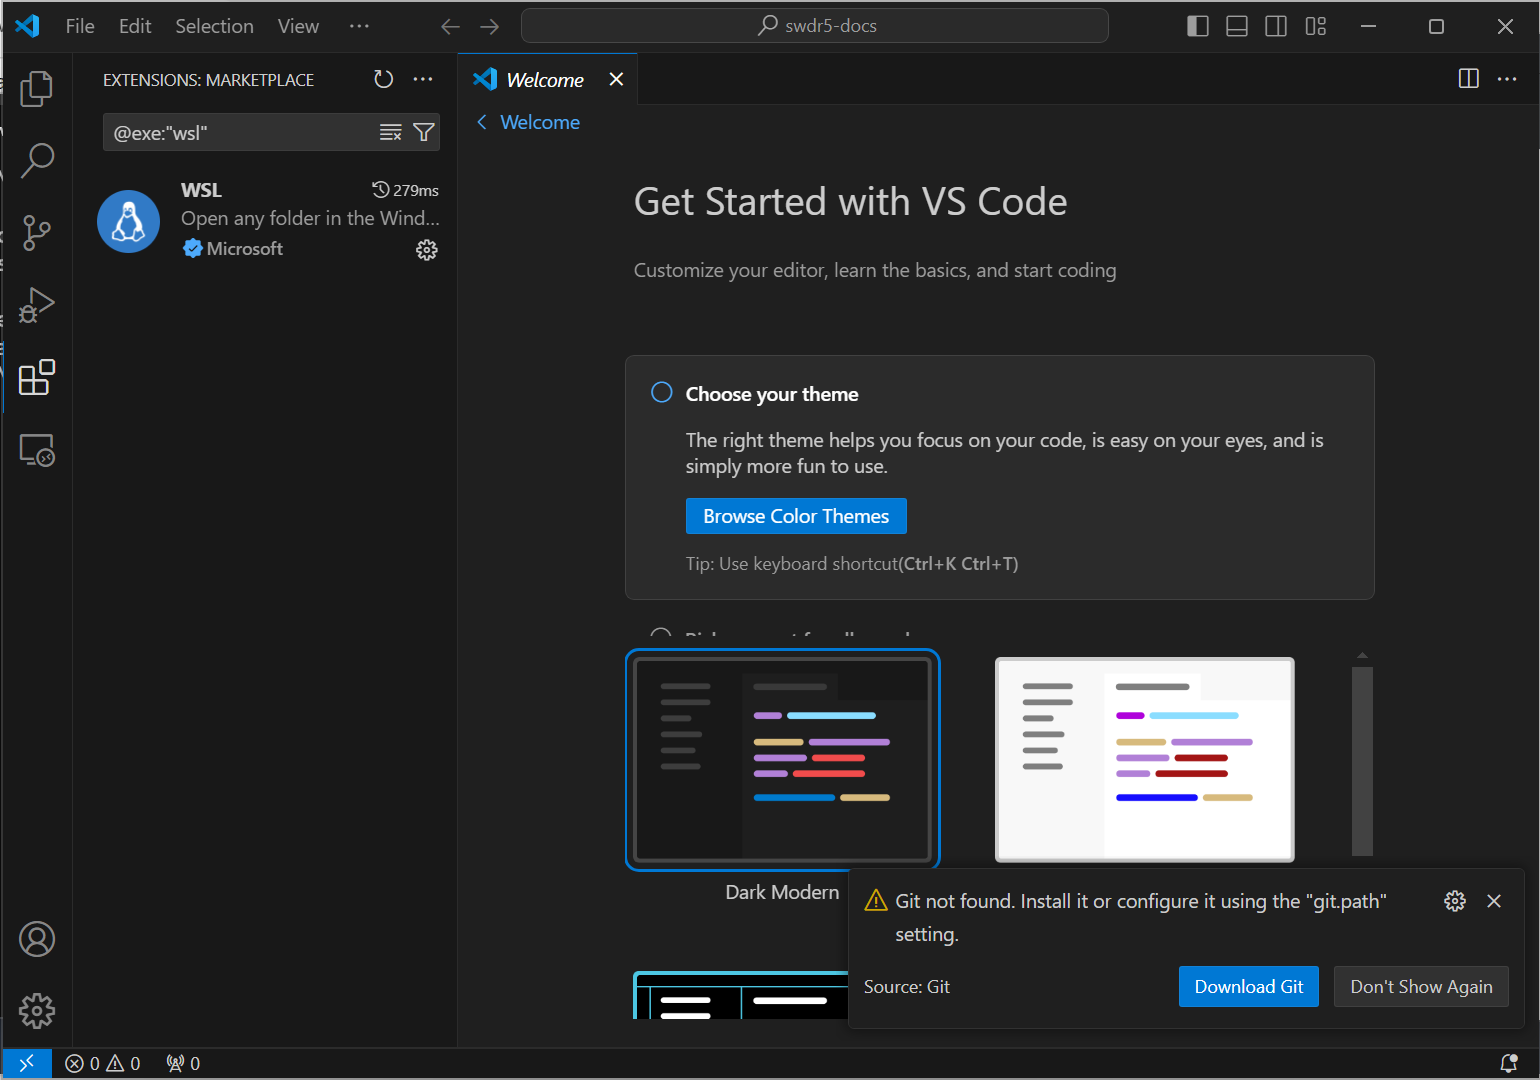 File Edit Selection View ···
swdr5-docs
EXTENSIONS: MARKETPLACE
Welcome
@exe:"wsl"
Welcome
WSL
279ms
Open any folder in the Wind...
Microsoft
Get Started with VS Code
Customize your editor, learn the basics, and start coding
Choose your theme
The right theme helps you focus on your code, is easy on your eyes, and is
simply more fun to use.
Browse Color Themes
Tip: Use keyboard shortcut(Ctrl+K Ctrl+T)
Dark Modern
Git not found. Install it or configure it using the "git.path"
setting.
Source: Git
Download Git
Don't Show Again
0 0 0